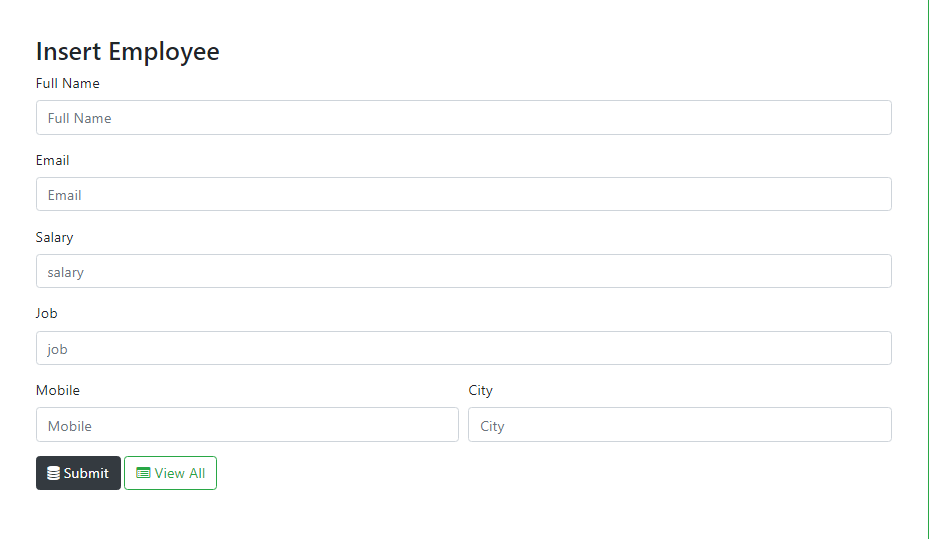 Insert Employee
Full Name
Full Name
Email
Email
Salary
salary
Job
job
Mobile City
Mobile City
Submit View All